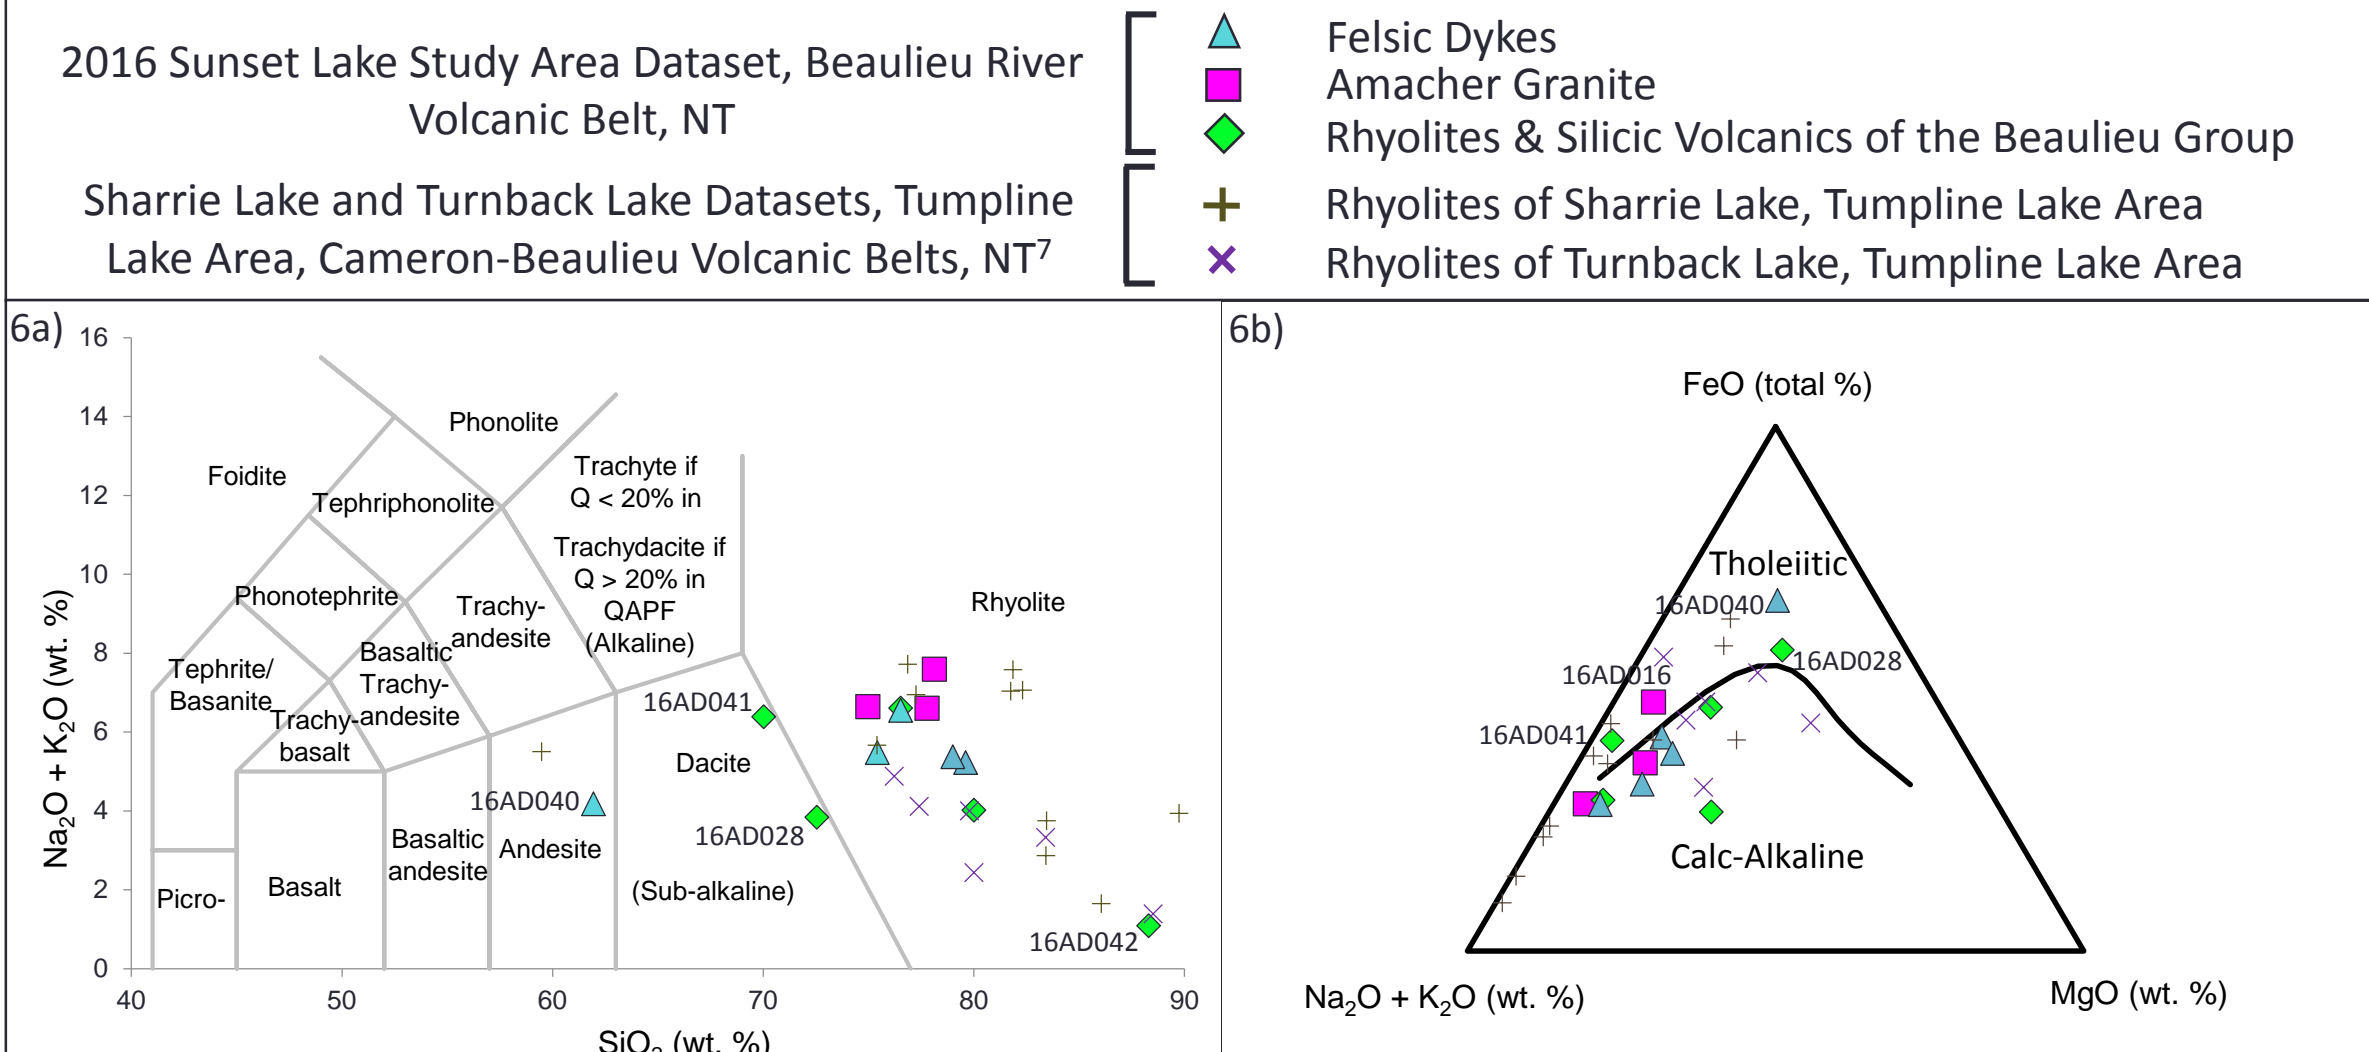 2016 Sunset Lake Study Area Dataset, Beaulieu River
Volcanic Belt, NT
Sharrie Lake and Turnback Lake Datasets, Tumpline
Lake Area, Cameron-Beaulieu Volcanic Belts, NT⁷
Felsic Dykes
Amacher Granite
Rhyolites & Silicic Volcanics of the Beaulieu Group
Rhyolites of Sharrie Lake, Tumpline Lake Area
Rhyolites of Turnback Lake, Tumpline Lake Area
6a)
16
14
12
10
8
6
4
2
0
Na₂O + K₂O (wt. %)
40
50
60
70
80
90
SiO₂ (wt. %)
Phonolite
Foidite
Tephriphonolite
Trachyte if
Q < 20% in
Trachydacite if
Q > 20% in
QAPF
(Alkaline)
Rhyolite
Phonotephrite
Trachy-
andesite
Tephrite/
Basanite
Basaltic
Trachy-
andesite
Trachy-
basalt
16AD041
Dacite
16AD040
16AD028
Basaltic
andesite
Andesite
(Sub-alkaline)
Picro-
Basalt
16AD042
6b)
FeO (total %)
Tholeiitic
16AD040
16AD028
16AD016
16AD041
Calc-Alkaline
Na₂O + K₂O (wt. %)
MgO (wt. %)